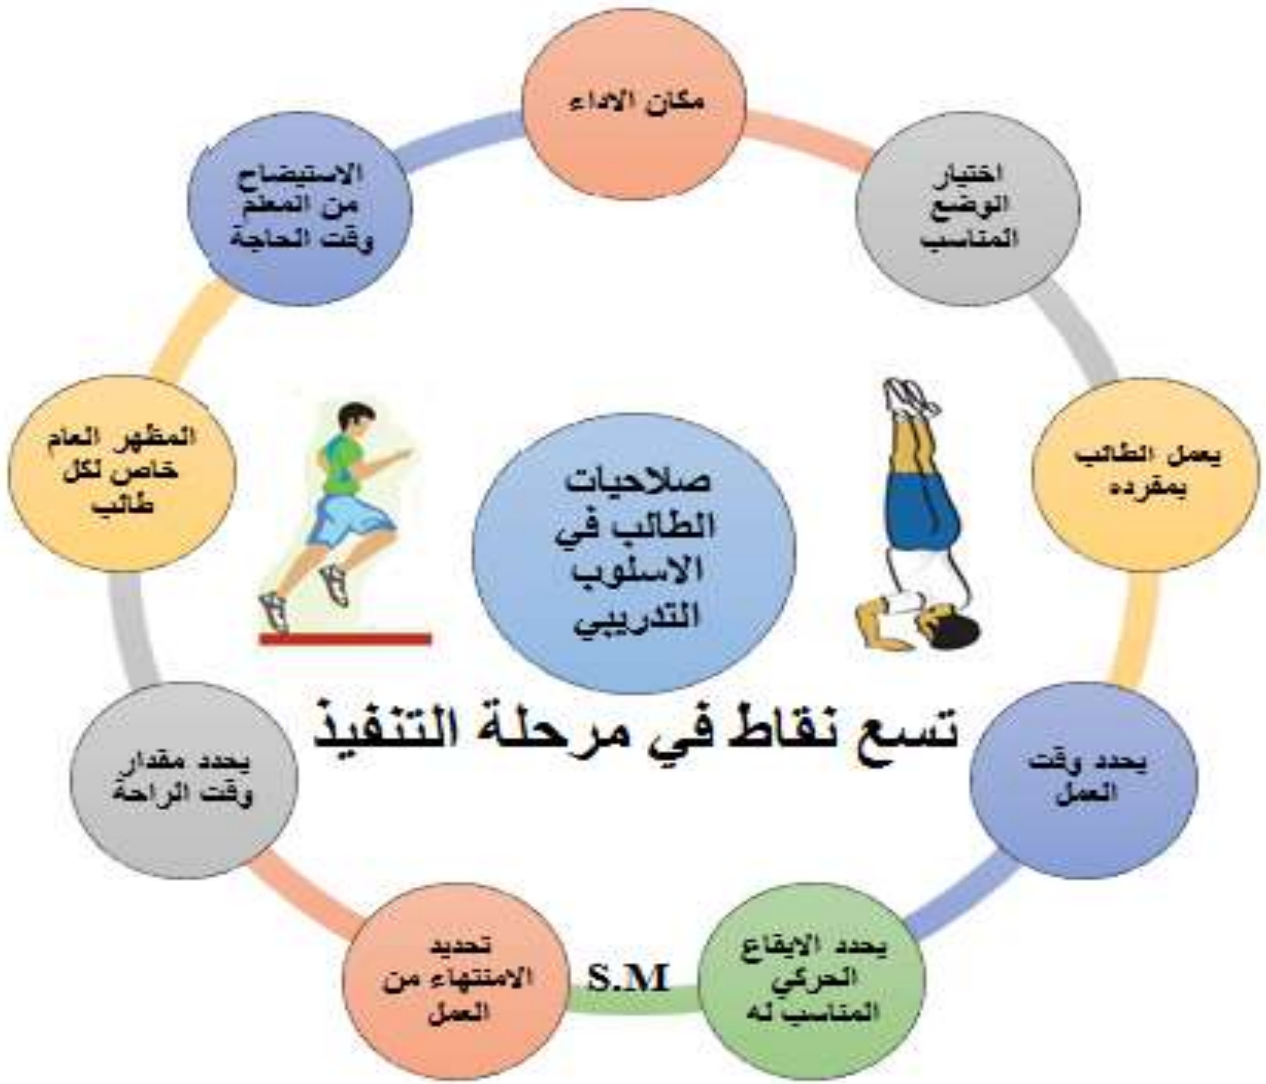 مكان الاداء
اختيار
الوضع
المناسب
يعمل الطالب
بمفرده
يحدد وقت
العمل
يحدد الايقاع
الحركي
المناسب له
S.M
تحديد
الامنتهاء من
العمل
يحدد مقدار
وقت الراحة
المظهر العام
خاص لكل
طالب
الاستيضاح
من المعلم
وقت الحاجة
صلاحيات
الطالب في
الاسلوب
التدريبي
تسع نقاط في مرحلة التنفيذ